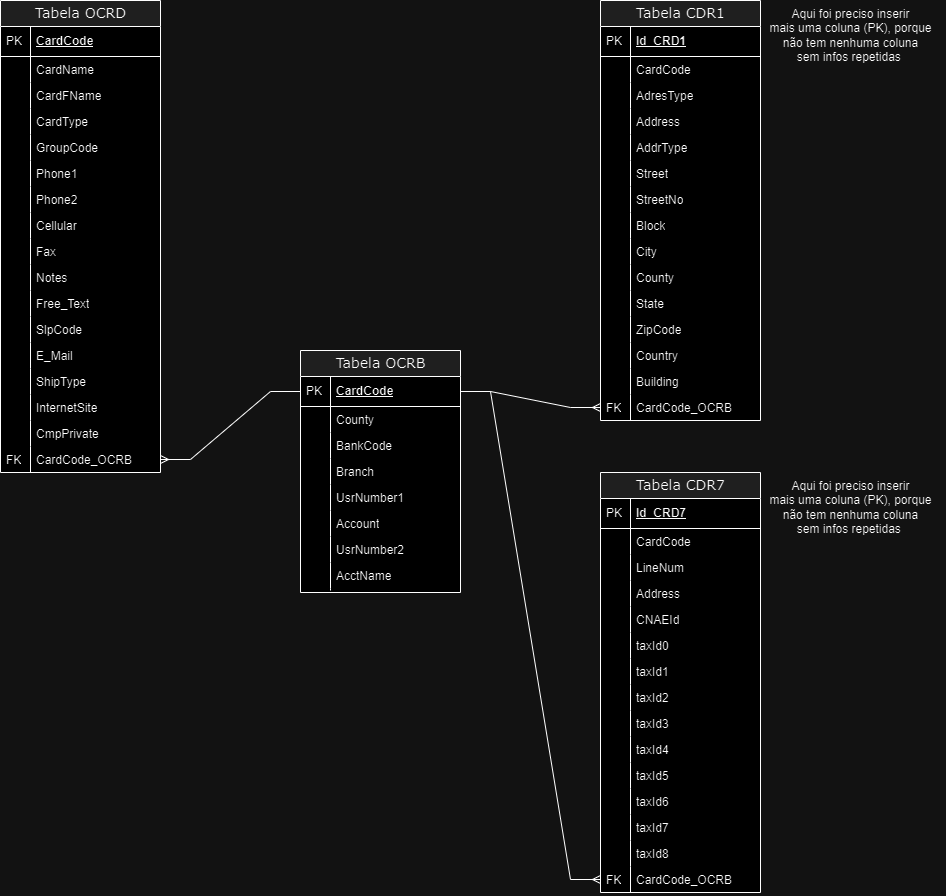 Tabela OCRD
PK CardCode
CardName
CardFName
CardType
GroupCode
Phone1
Phone2
Cellular
Fax
Notes
Free_Text
SlpCode
E_Mail
ShipType
InternetSite
CmpPrivate
FK CardCode_OCRB
Tabela OCRB
PK CardCode
County
BankCode
Branch
UsrNumber1
Account
UsrNumber2
AcctName
Tabela CDR1
PK Id_CRD1
CardCode
AdresType
Address
AddrType
Street
StreetNo
Block
City
County
State
ZipCode
Country
Building
FK CardCode_OCRB
Aqui foi preciso inserir
mais uma coluna (PK), porque
não tem nenhuma coluna
sem infos repetidas
Tabela CDR7
PK Id_CRD7
CardCode
LineNum
Address
CNAEId
taxId0
taxId1
taxId2
taxId3
taxId4
taxId5
taxId6
taxId7
taxId8
FK CardCode_OCRB
Aqui foi preciso inserir
mais uma coluna (PK), porque
não tem nenhuma coluna
sem infos repetidas